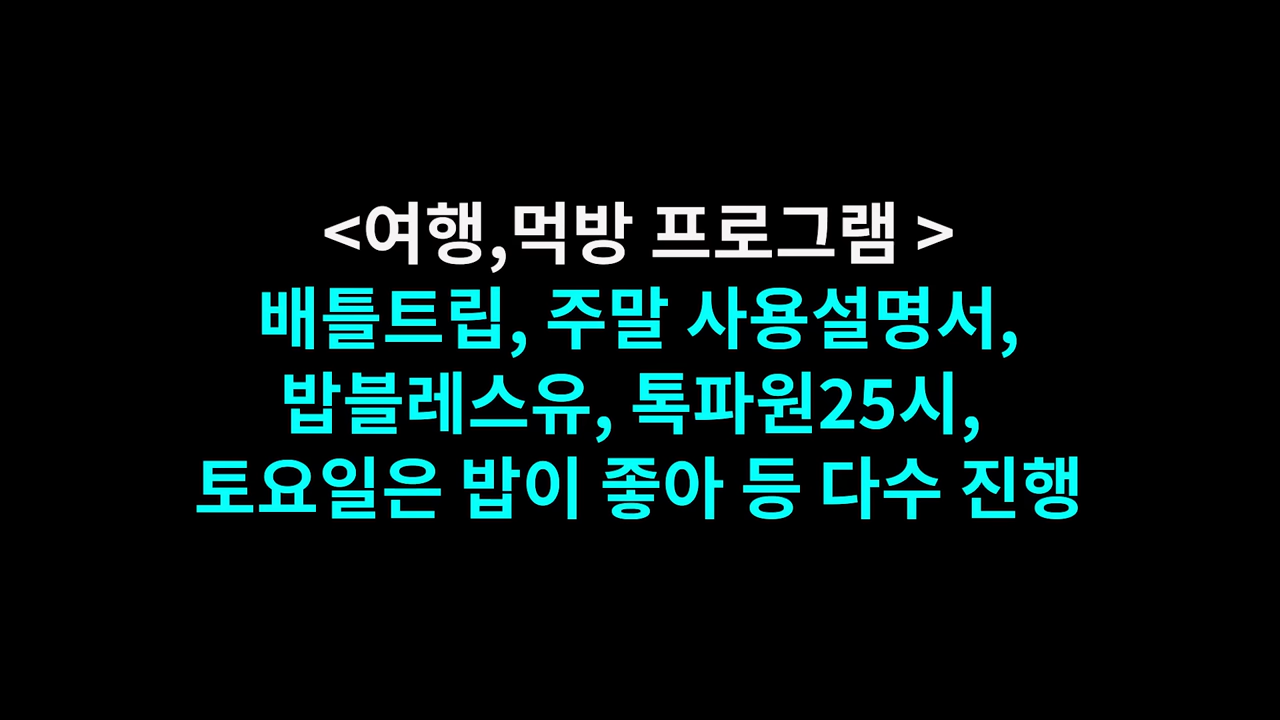 <여행,먹방 프로그램 >
배틀트립, 주말 사용설명서,
밥블레스유, 톡파원25시,
토요일은 밥이 좋아 등 다수 진행